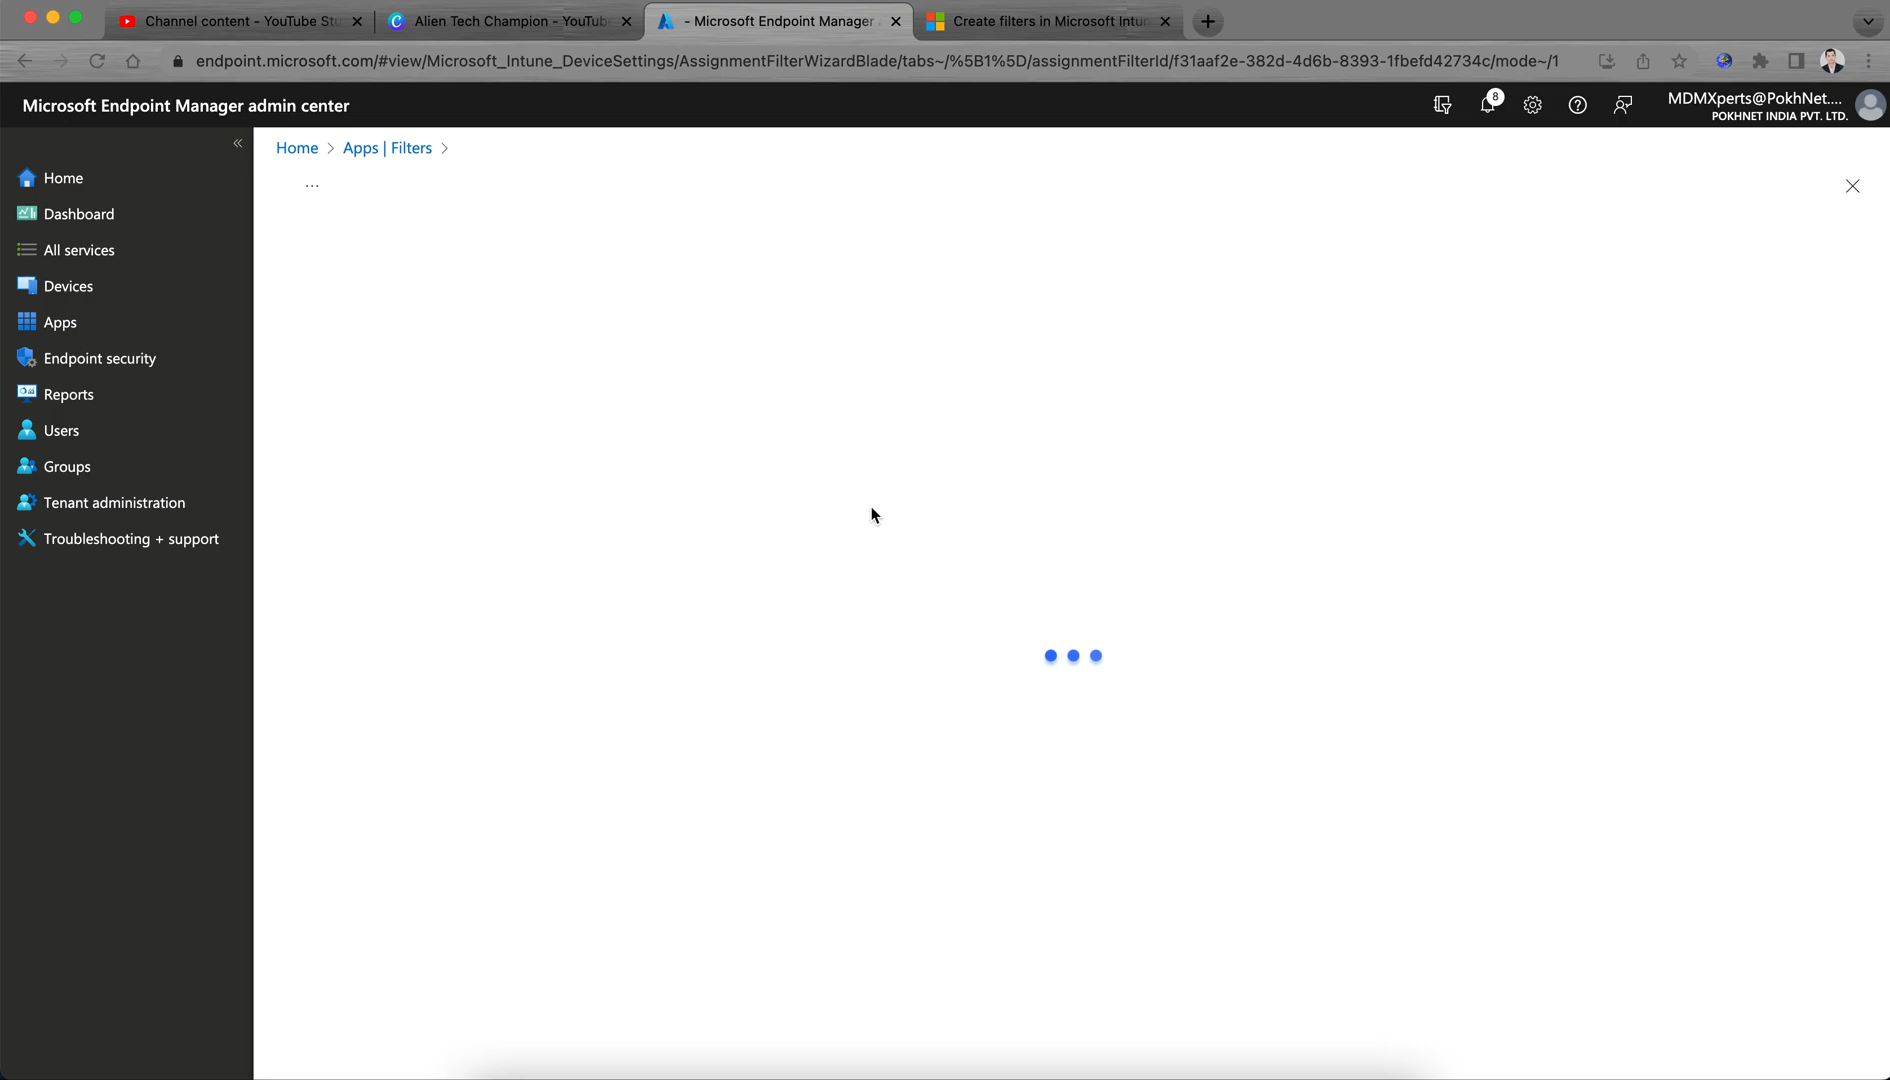 Channel content - YouTube Stu
Alien Tech Champion - YouTube
- Microsoft Endpoint Manager
Create filters in Microsoft Intun
endpoint.microsoft.com/#view/Microsoft_Intune_DeviceSettings/AssignmentFilterWizardBlade/tabs~/%5B1%5D/assignmentFilterId/f31aaf2e-382d-4d6b-8393-1fbefd42734c/mode~/1
Microsoft Endpoint Manager admin center
8
MDMXperts@PokhNet....
POKHNET INDIA PVT. LTD.
Home > Apps | Filters >
...
Home
Dashboard
All services
Devices
Apps
Endpoint security
Reports
Users
Groups
Tenant administration
Troubleshooting + support